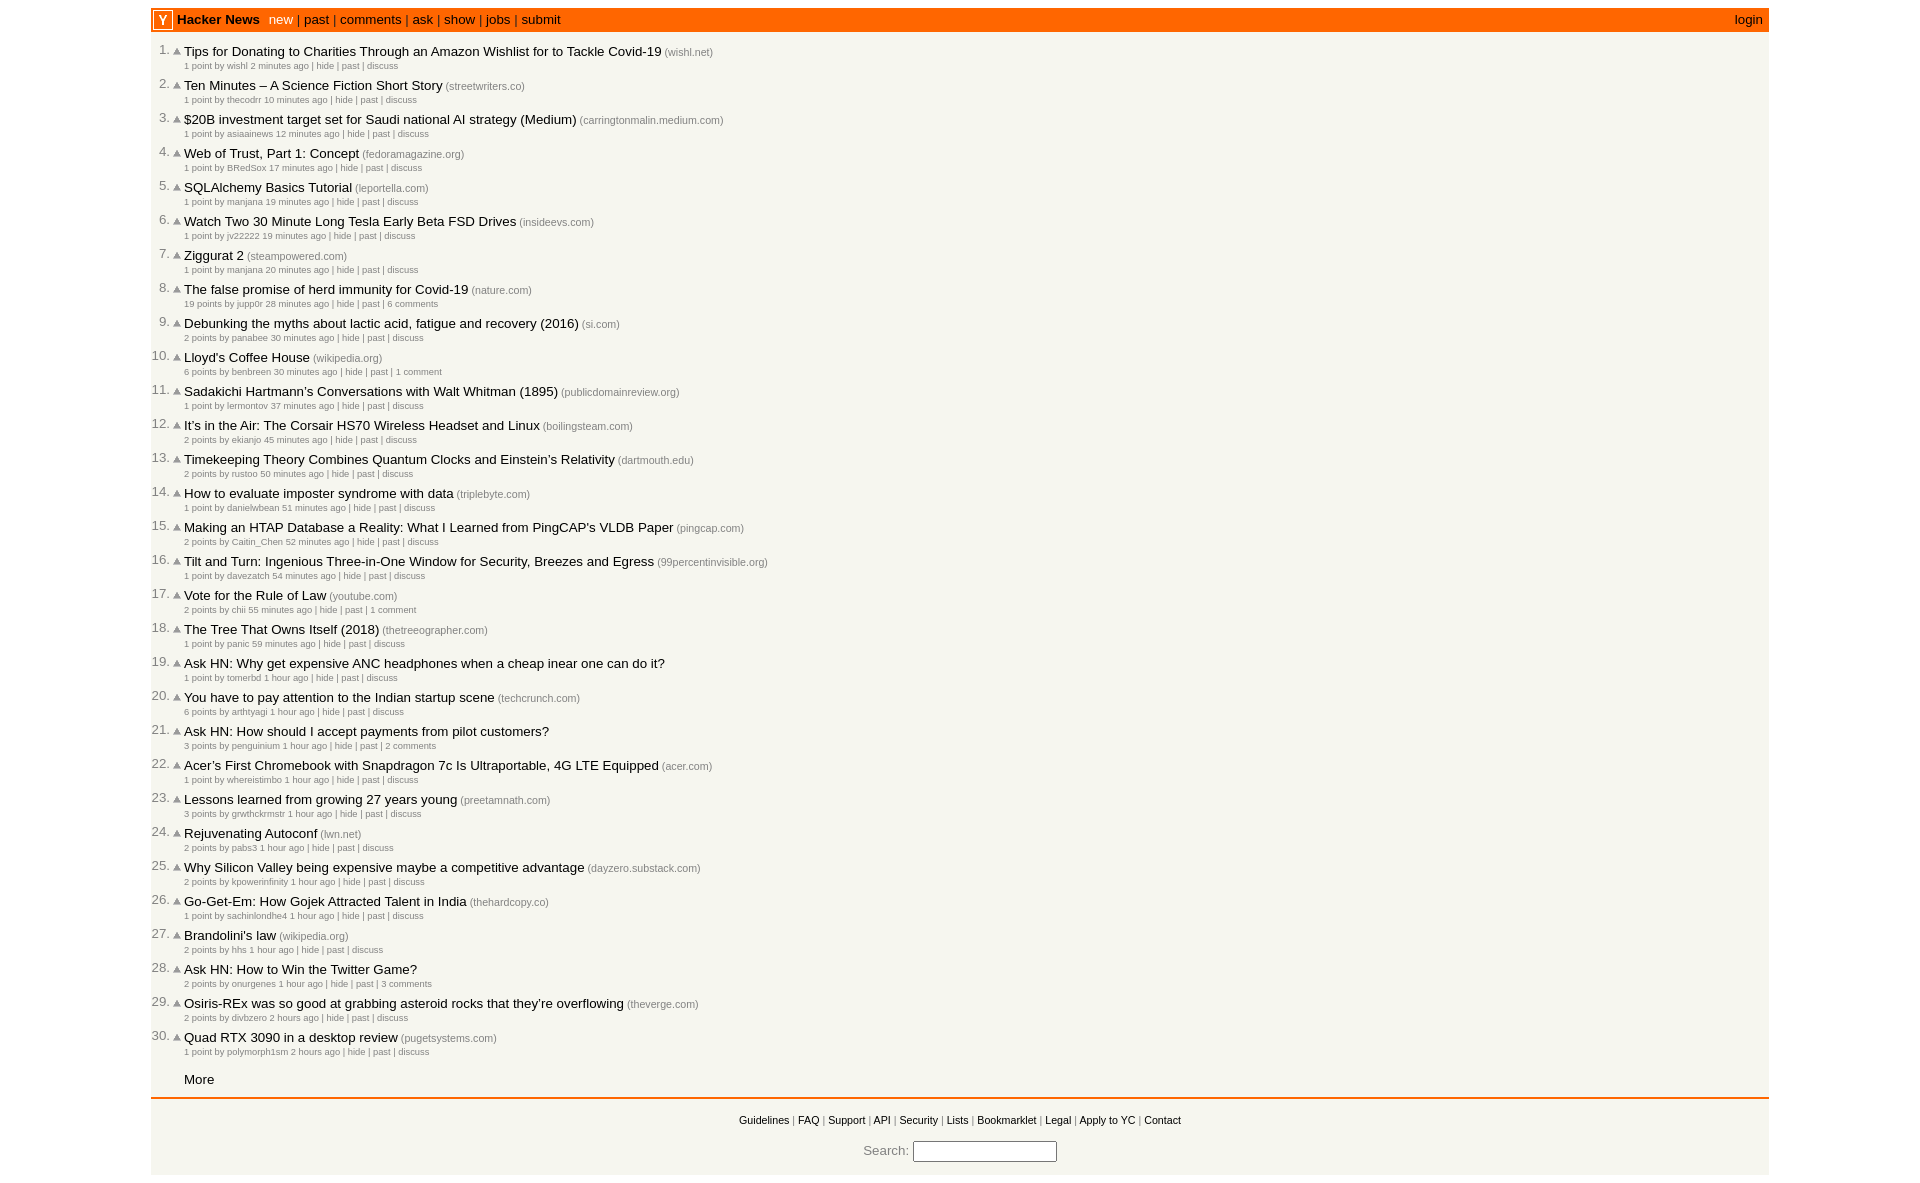 Y Hacker News new | past | comments | ask | show | jobs | submit login
1. Tips for Donating to Charities Through an Amazon Wishlist for to Tackle Covid-19 (wishl.net)
1 point by wishl 2 minutes ago | hide | past | discuss
2. Ten Minutes – A Science Fiction Short Story (streetwriters.co)
1 point by thecodrr 10 minutes ago | hide | past | discuss
3. $20B investment target set for Saudi national AI strategy (Medium) (carringtonmalin.medium.com)
1 point by asiaainews 12 minutes ago | hide | past | discuss
4. Web of Trust, Part 1: Concept (fedoramagazine.org)
1 point by BRedSox 17 minutes ago | hide | past | discuss
5. SQLAlchemy Basics Tutorial (leportella.com)
1 point by manjana 19 minutes ago | hide | past | discuss
6. Watch Two 30 Minute Long Tesla Early Beta FSD Drives (insideevs.com)
1 point by jv22222 19 minutes ago | hide | past | discuss
7. Ziggurat 2 (steampowered.com)
1 point by manjana 20 minutes ago | hide | past | discuss
8. The false promise of herd immunity for Covid-19 (nature.com)
19 points by jupp0r 28 minutes ago | hide | past | 6 comments
9. Debunking the myths about lactic acid, fatigue and recovery (2016) (si.com)
2 points by panabee 30 minutes ago | hide | past | discuss
10. Lloyd's Coffee House (wikipedia.org)
6 points by benbreen 30 minutes ago | hide | past | 1 comment
11. Sadakichi Hartmann’s Conversations with Walt Whitman (1895) (publicdomainreview.org)
1 point by lermontov 37 minutes ago | hide | past | discuss
12. It’s in the Air: The Corsair HS70 Wireless Headset and Linux (boilingsteam.com)
2 points by ekianjo 45 minutes ago | hide | past | discuss
13. Timekeeping Theory Combines Quantum Clocks and Einstein’s Relativity (dartmouth.edu)
2 points by rustoo 50 minutes ago | hide | past | discuss
14. How to evaluate imposter syndrome with data (triplebyte.com)
1 point by danielwbean 51 minutes ago | hide | past | discuss
15. Making an HTAP Database a Reality: What I Learned from PingCAP's VLDB Paper (pingcap.com)
2 points by Caitin_Chen 52 minutes ago | hide | past | discuss
16. Tilt and Turn: Ingenious Three-in-One Window for Security, Breezes and Egress (99percentinvisible.org)
1 point by davezatch 54 minutes ago | hide | past | discuss
17. Vote for the Rule of Law (youtube.com)
2 points by chii 55 minutes ago | hide | past | 1 comment
18. The Tree That Owns Itself (2018) (thetreeographer.com)
1 point by panic 59 minutes ago | hide | past | discuss
19. Ask HN: Why get expensive ANC headphones when a cheap inear one can do it?
1 point by tomerbd 1 hour ago | hide | past | discuss
20. You have to pay attention to the Indian startup scene (techcrunch.com)
6 points by arthtyagi 1 hour ago | hide | past | discuss
21. Ask HN: How should I accept payments from pilot customers?
3 points by penguinium 1 hour ago | hide | past | 2 comments
22. Acer’s First Chromebook with Snapdragon 7c Is Ultraportable, 4G LTE Equipped (acer.com)
1 point by whereistimbo 1 hour ago | hide | past | discuss
23. Lessons learned from growing 27 years young (preetamnath.com)
3 points by grwthckrmstr 1 hour ago | hide | past | discuss
24. Rejuvenating Autoconf (lwn.net)
2 points by pabs3 1 hour ago | hide | past | discuss
25. Why Silicon Valley being expensive maybe a competitive advantage (dayzero.substack.com)
2 points by kpowerinfinity 1 hour ago | hide | past | discuss
26. Go-Get-Em: How Gojek Attracted Talent in India (thehardcopy.co)
1 point by sachinlondhe4 1 hour ago | hide | past | discuss
27. Brandolini's law (wikipedia.org)
2 points by hhs 1 hour ago | hide | past | discuss
28. Ask HN: How to Win the Twitter Game?
2 points by onurgenes 1 hour ago | hide | past | 3 comments
29. Osiris-REx was so good at grabbing asteroid rocks that they’re overflowing (theverge.com)
2 points by divbzero 2 hours ago | hide | past | discuss
30. Quad RTX 3090 in a desktop review (pugetsystems.com)
1 point by polymorph1sm 2 hours ago | hide | past | discuss
More
Guidelines | FAQ | Support | API | Security | Lists | Bookmarklet | Legal | Apply to YC | Contact
Search: